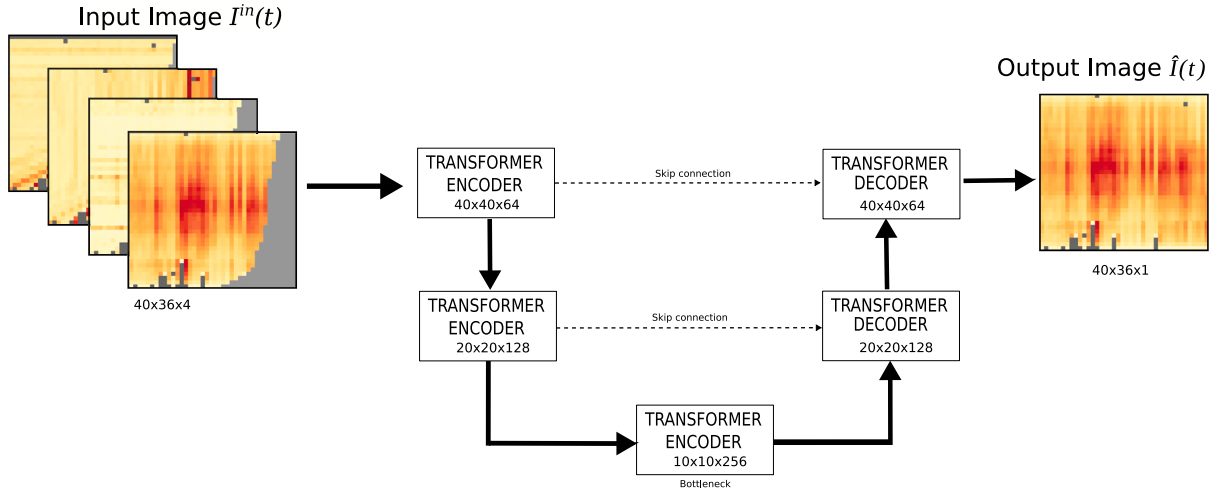 Input Image I^in(t)
40x36x4
TRANSFORMER
ENCODER
40x40x64
Skip connection
TRANSFORMER
DECODER
40x40x64
Output Image Î(t)
40x36x1
TRANSFORMER
ENCODER
20x20x128
Skip connection
TRANSFORMER
DECODER
20x20x128
TRANSFORMER
ENCODER
10x10x256
Bottleneck